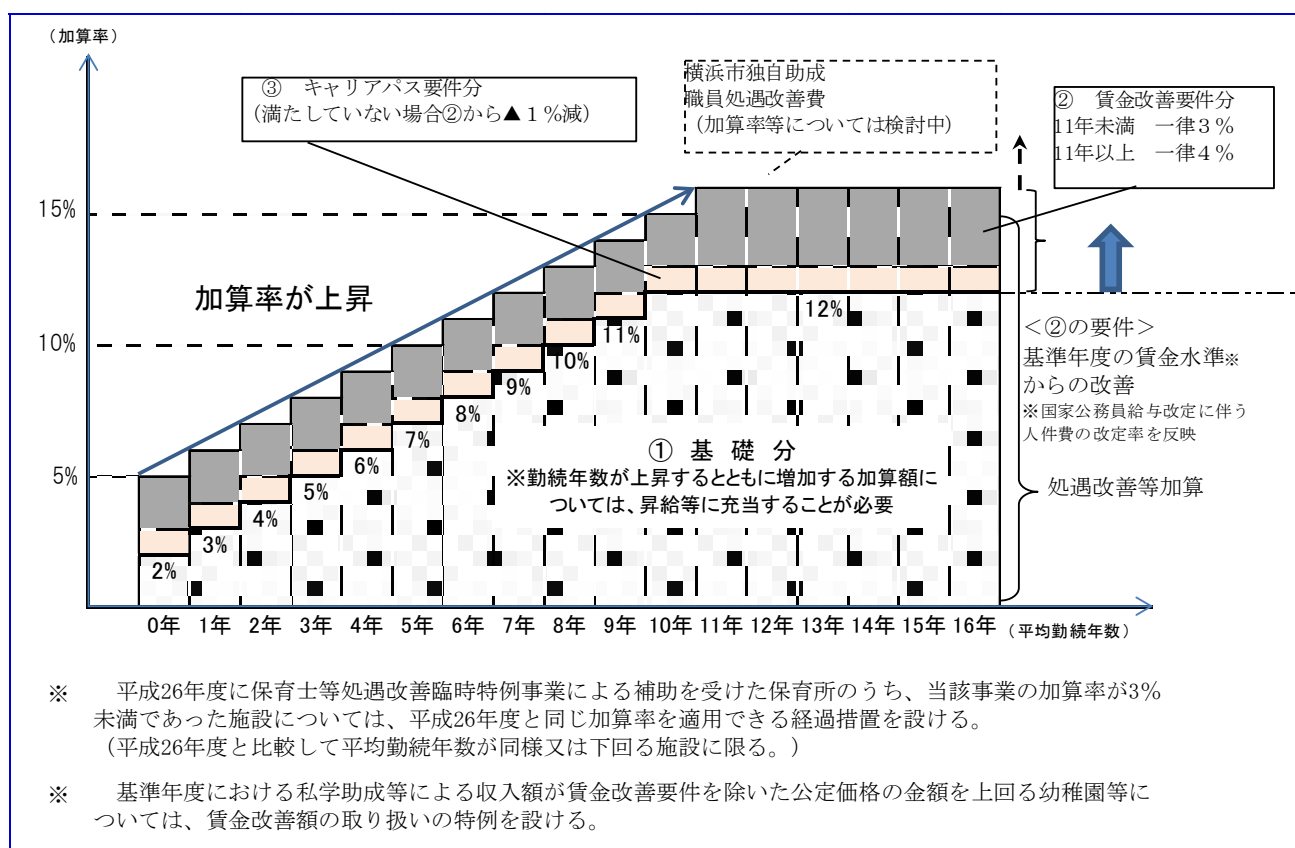 (加算率)
③ キャリアパス要件分
(満たしていない場合②から▲1%減)
横浜市独自助成
職員処遇改善費
(加算率等については検討中)
② 賃金改善要件分
11年未満 一律3%
11年以上 一律4%
15%
10%
5%
加算率が上昇
2%
3%
4%
5%
6%
7%
8%
9%
10%
11%
12%
① 基 礎 分
※勤続年数が上昇するとともに増加する加算額に
ついては、昇給等に充当することが必要
<②の要件>
基準年度の賃金水準※
からの改善
※国家公務員給与改定に伴う
人件費の改定率を反映
処遇改善等加算
0年 1年 2年 3年 4年 5年 6年 7年 8年 9年 10年 11年 12年 13年 14年 15年 16年 (平均勤続年数)
※ 平成26年度に保育士等処遇改善臨時特例事業による補助を受けた保育所のうち、当該事業の加算率が3%
未満であった施設については、平成26年度と同じ加算率を適用できる経過措置を設ける。
(平成26年度と比較して平均勤続年数が同様又は下回る施設に限る。)
※ 基準年度における私学助成等による収入額が賃金改善要件を除いた公定価格の金額を上回る幼稚園等に
ついては、賃金改善額の取り扱いの特例を設ける。